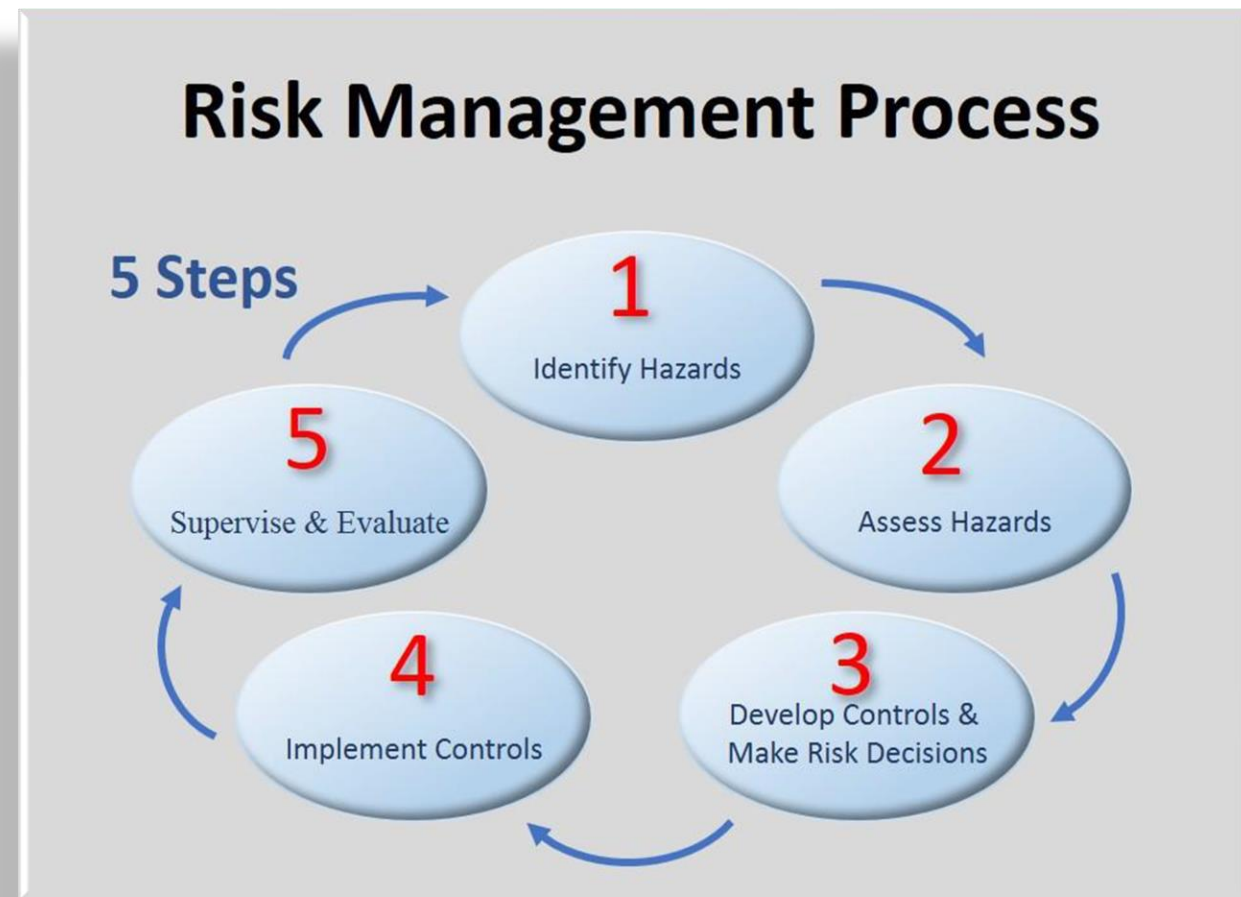 Risk Management Process
5 Steps
1
Identify Hazards
2
Assess Hazards
3
Develop Controls &
Make Risk Decisions
4
Implement Controls
5
Supervise & Evaluate